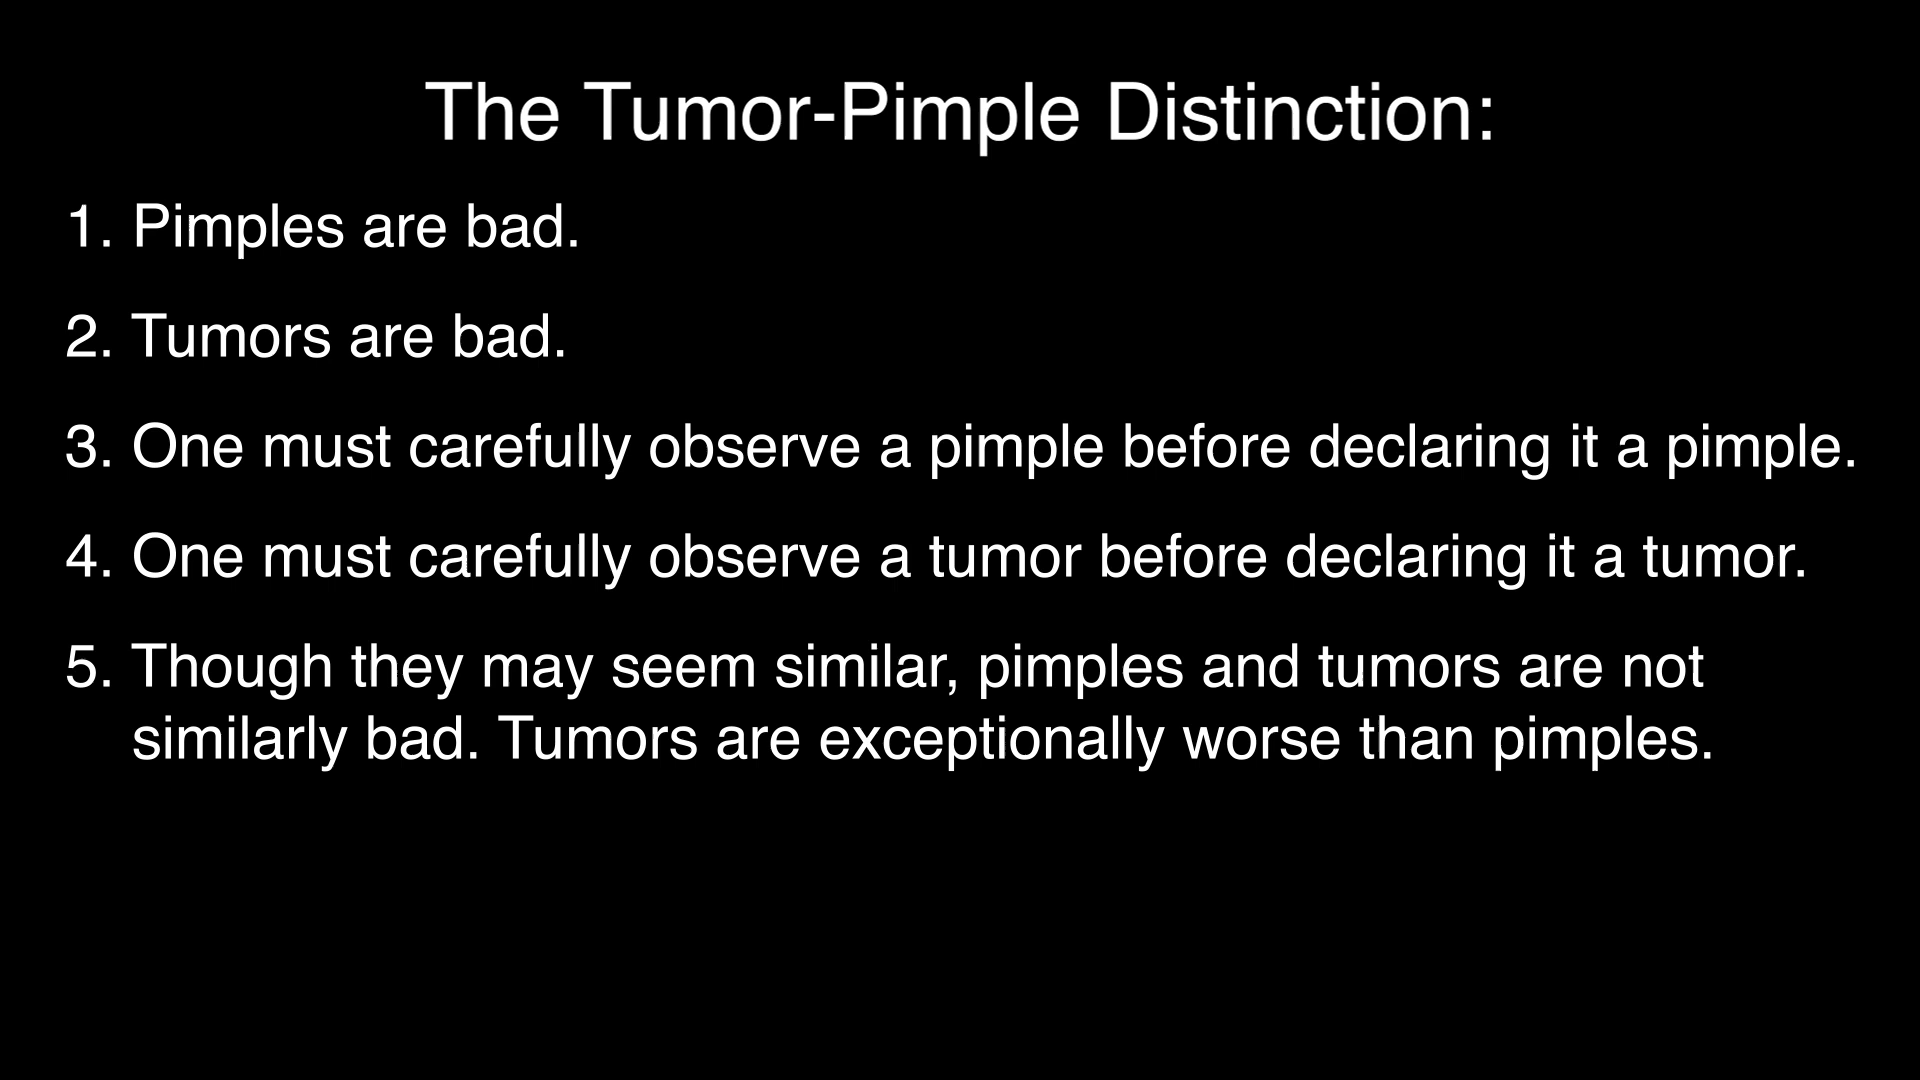 The Tumor-Pimple Distinction:
1. Pimples are bad.
2. Tumors are bad.
3. One must carefully observe a pimple before declaring it a pimple.
4. One must carefully observe a tumor before declaring it a tumor.
5. Though they may seem similar, pimples and tumors are not
similarly bad. Tumors are exceptionally worse than pimples.